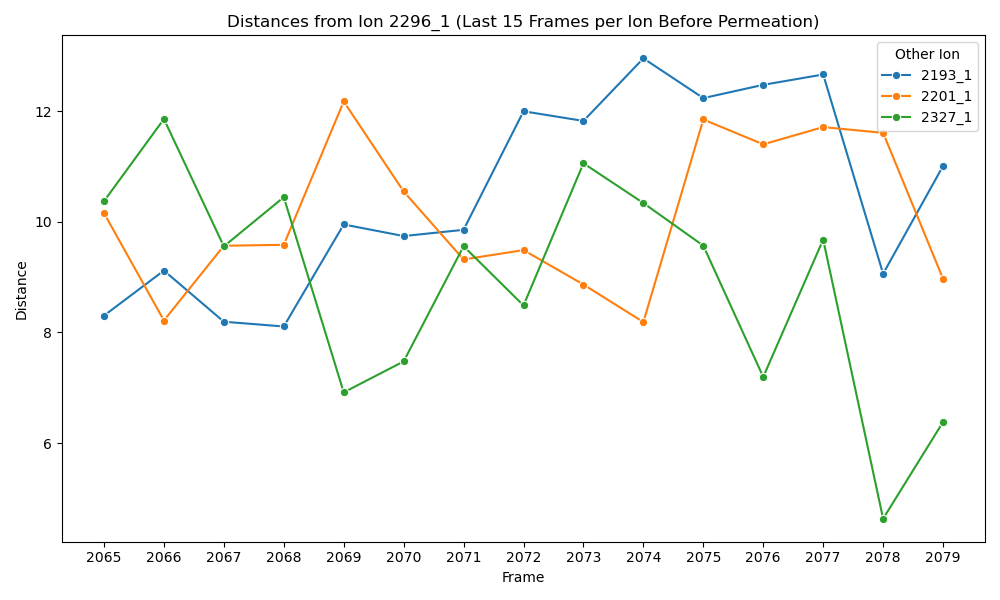 Distances from Ion 2296_1 (Last 15 Frames per Ion Before Permeation)
Other Ion
2193_1
2201_1
2327_1
Distance
12
10
8
6
2065 2066 2067 2068 2069 2070 2071 2072 2073 2074 2075 2076 2077 2078 2079
Frame